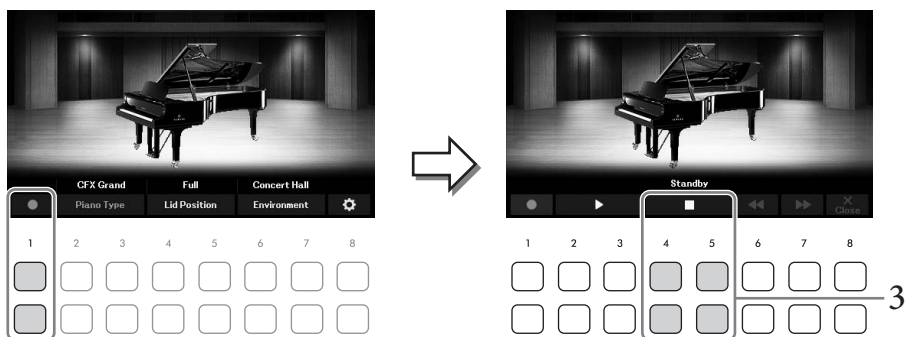 CFX Grand Full Concert Hall
Piano Type Lid Position Environment
1 2 3 4 5 6 7 8
Standby
Close
1 2 3 4 5 6 7 8
3